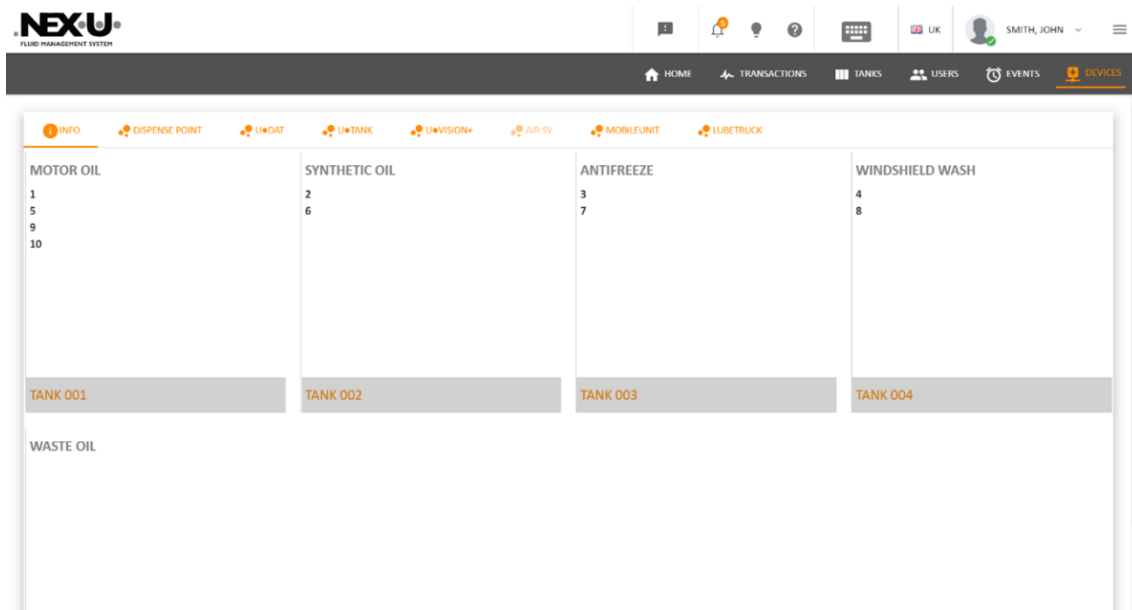 .NEX•U•
FLUID MANAGEMENT SYSTEM
5
UK
SMITH, JOHN
HOME
TRANSACTIONS
TANKS
USERS
EVENTS
DEVICES
INFO
DISPENSE POINT
U•DAT
U•TANK
U•VISION+
AIR SV
MOBILEUNIT
LUBETRUCK
MOTOR OIL
1
5
9
10
TANK 001
SYNTHETIC OIL
2
6
TANK 002
ANTIFREEZE
3
7
TANK 003
WINDSHIELD WASH
4
8
TANK 004
WASTE OIL